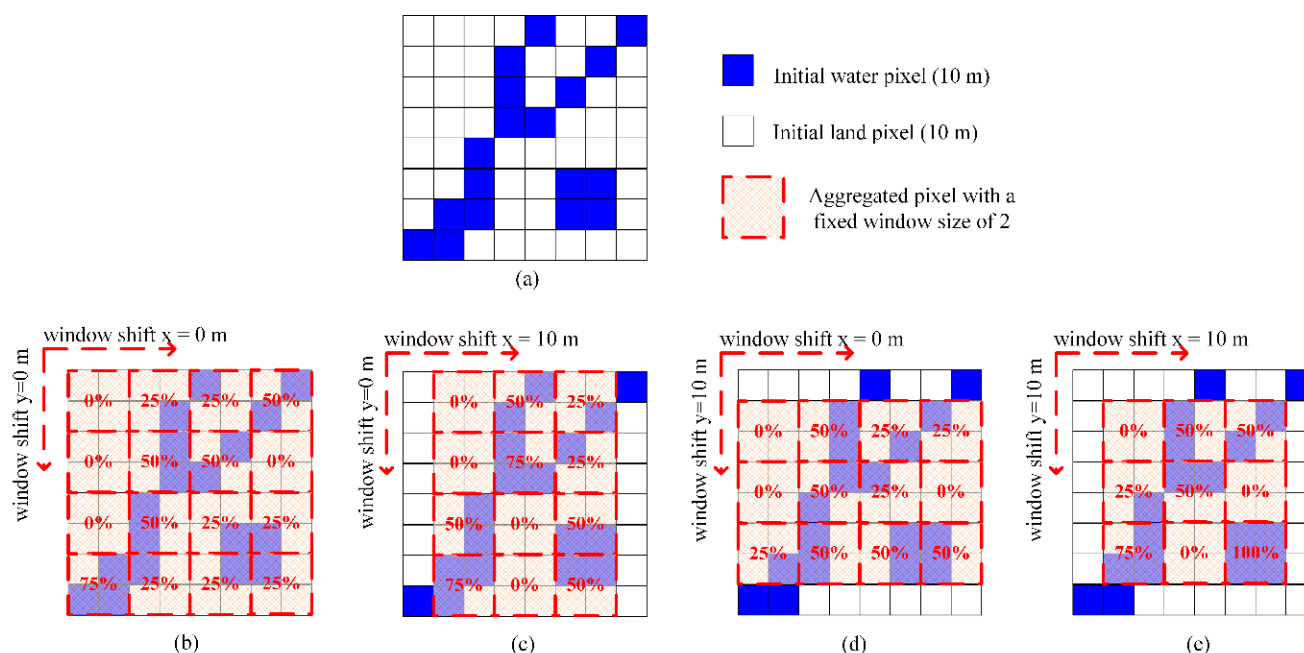 Initial water pixel (10 m)
Initial land pixel (10 m)
Aggregated pixel with a
fixed window size of 2
(a)
window shift x = 0 m
window shift y=0 m
0% 25% 25% 50%
0% 50% 50% 0%
0% 50% 25% 25%
75% 25% 25% 25%
(b)
window shift x = 10 m
window shift y=0 m
0% 50% 25%
0% 75% 25%
50% 0% 50%
75% 0% 50%
(c)
window shift x = 0 m
window shift y=10 m
0% 50% 25% 25%
0% 50% 25% 0%
25% 50% 50% 50%
(d)
window shift x = 10 m
window shift y=10 m
0% 50% 50%
25% 50% 0%
75% 0% 100%
(e)